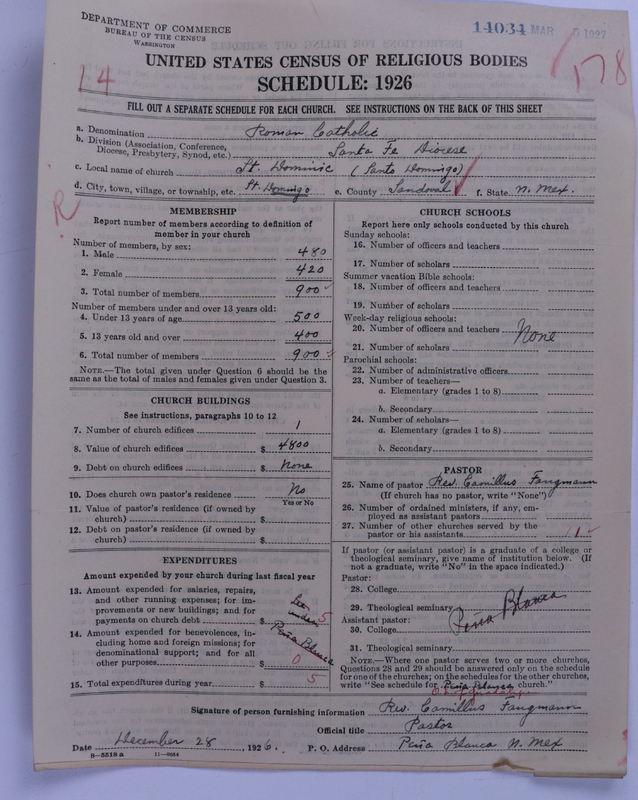 DEPARTMENT OF COMMERCE
BUREAU OF THE CENSUS
WASHINGTON
14034 MAR 5 1927
14
178
UNITED STATES CENSUS OF RELIGIOUS BODIES
SCHEDULE: 1926
FILL OUT A SEPARATE SCHEDULE FOR EACH CHURCH. SEE INSTRUCTIONS ON THE BACK OF THIS SHEET
a. Denomination Roman Catholic
b. Division (Association, Conference, Diocese, Presbytery, Synod, etc.) Santa Fe Diocese
c. Local name of church St. Dominic (Santo Domingo)
d. City, town, village, or township, etc. St. Domingo e. County Sandoval f. State N. Mex.
R
MEMBERSHIP
Report number of members according to definition of
member in your church
Number of members, by sex:
1. Male 480
2. Female 420
3. Total number of members 900
Number of members under and over 13 years old:
4. Under 13 years of age 500
5. 13 years old and over 400
6. Total number of members 900
NOTE.—The total given under Question 6 should be
same as the total of males and females given under Question 3.
CHURCH BUILDINGS
See instructions, paragraphs 10 to 12
7. Number of church edifices 1
8. Value of church edifices $ 4800
9. Debt on church edifices $ None
10. Does church own pastor's residence No
Yes or No
11. Value of pastor's residence (if owned by
church) $
12. Debt on pastor's residence (if owned by
church) $
EXPENDITURES
Amount expended by your church during last fiscal year
13. Amount expended for salaries, repairs,
and other running expenses; for im-
provements or new buildings; and for
payments on church debt $ 5
See under
Peña Blanca
14. Amount expended for benevolences, in-
cluding home and foreign missions; for
denominational support; and for all
other purposes $ 0
15. Total expenditures during year $ 5
CHURCH SCHOOLS
Report here only schools conducted by this church
Sunday schools:
16. Number of officers and teachers
17. Number of scholars
Summer vacation Bible schools:
18. Number of officers and teachers
19. Number of scholars
Week-day religious schools:
20. Number of officers and teachers
None
21. Number of scholars
Parochial schools:
22. Number of administrative officers
23. Number of teachers—
a. Elementary (grades 1 to 8)
b. Secondary
24. Number of scholars—
a. Elementary (grades 1 to 8)
b. Secondary
PASTOR
25. Name of pastor Rev. Camillus Fangmann
(If church has no pastor, write "None")
26. Number of ordained ministers, if any, em-
ployed as assistant pastors
27. Number of other churches served by the
pastor or his assistants
If pastor (or assistant pastor) is a graduate of a college or
theological seminary, give name of institution below. (If
not a graduate, write "No" in the space indicated.)
Pastor:
28. College
29. Theological seminary
Peña Blanca
Assistant pastor:
30. College
31. Theological seminary
NOTE.—Where one pastor serves two or more churches,
Questions 28 and 29 should be answered only on the schedule
for one of the churches; on the schedules for the other churches,
write "See schedule for Peña Blanca church."
Signature of person furnishing information Rev. Camillus Fangmann
Official title Pastor
Date December 28, 1926. P. O. Address Peña Blanca N. Mex
8—5518 a 11—9554